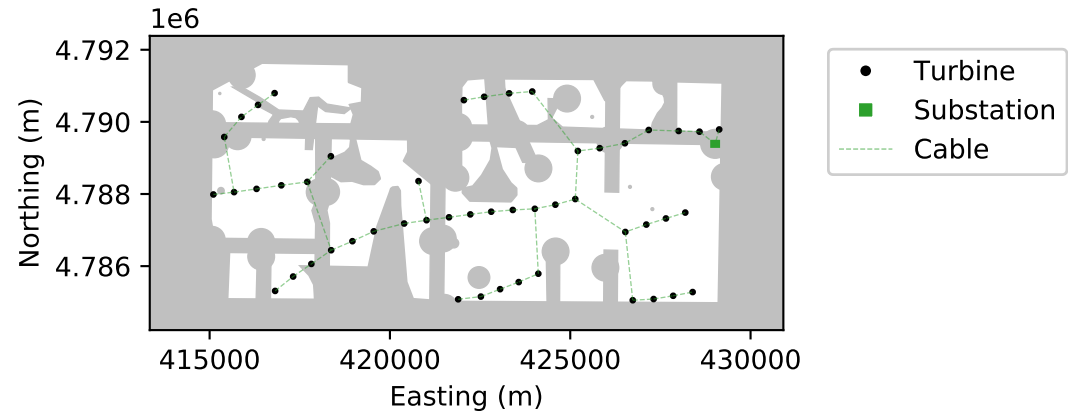 1e6
4.792
4.790
4.788
4.786
Northing (m)
415000 420000 425000 430000
Easting (m)
Turbine
Substation
Cable